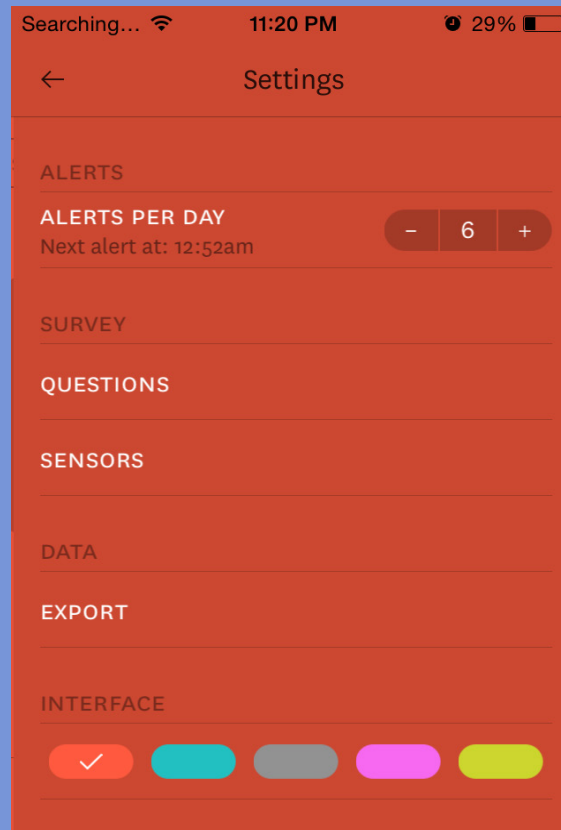 Searching... 11:20 PM 29%
Settings
ALERTS
ALERTS PER DAY
Next alert at: 12:52am
– 6 +
SURVEY
QUESTIONS
SENSORS
DATA
EXPORT
INTERFACE